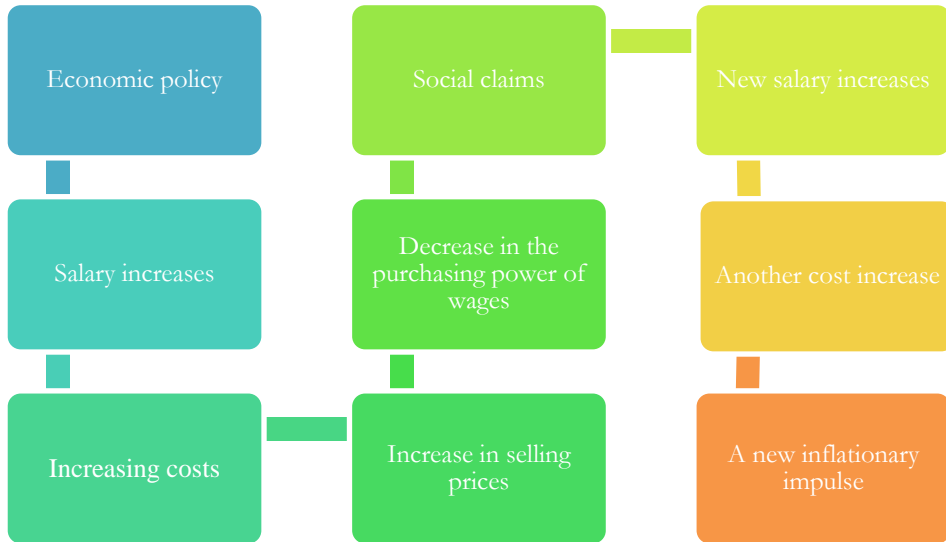 Economic policy
Salary increases
Increasing costs
Increase in selling
prices
Decrease in the
purchasing power of
wages
Social claims
New salary increases
Another cost increase
A new inflationary
impulse